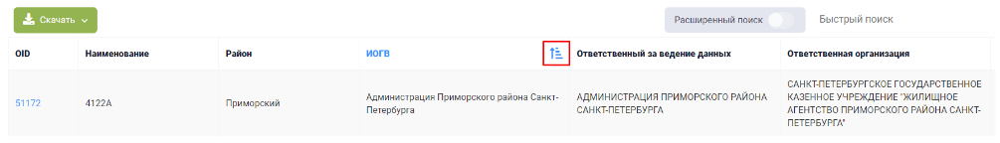 Скачать
Расширенный поиск
Быстрый поиск
OID
Наименование
Район
ИОГВ
Ответственный за ведение данных
Ответственная организация
51172
4122А
Приморский
Администрация Приморского района Санкт-
Петербурга
АДМИНИСТРАЦИЯ ПРИМОРСКОГО РАЙОНА
САНКТ-ПЕТЕРБУРГА
САНКТ-ПЕТЕРБУРГСКОЕ ГОСУДАРСТВЕННОЕ
КАЗЕННОЕ УЧРЕЖДЕНИЕ "ЖИЛИЩНОЕ
АГЕНТСТВО ПРИМОРСКОГО РАЙОНА САНКТ-
ПЕТЕРБУРГА"